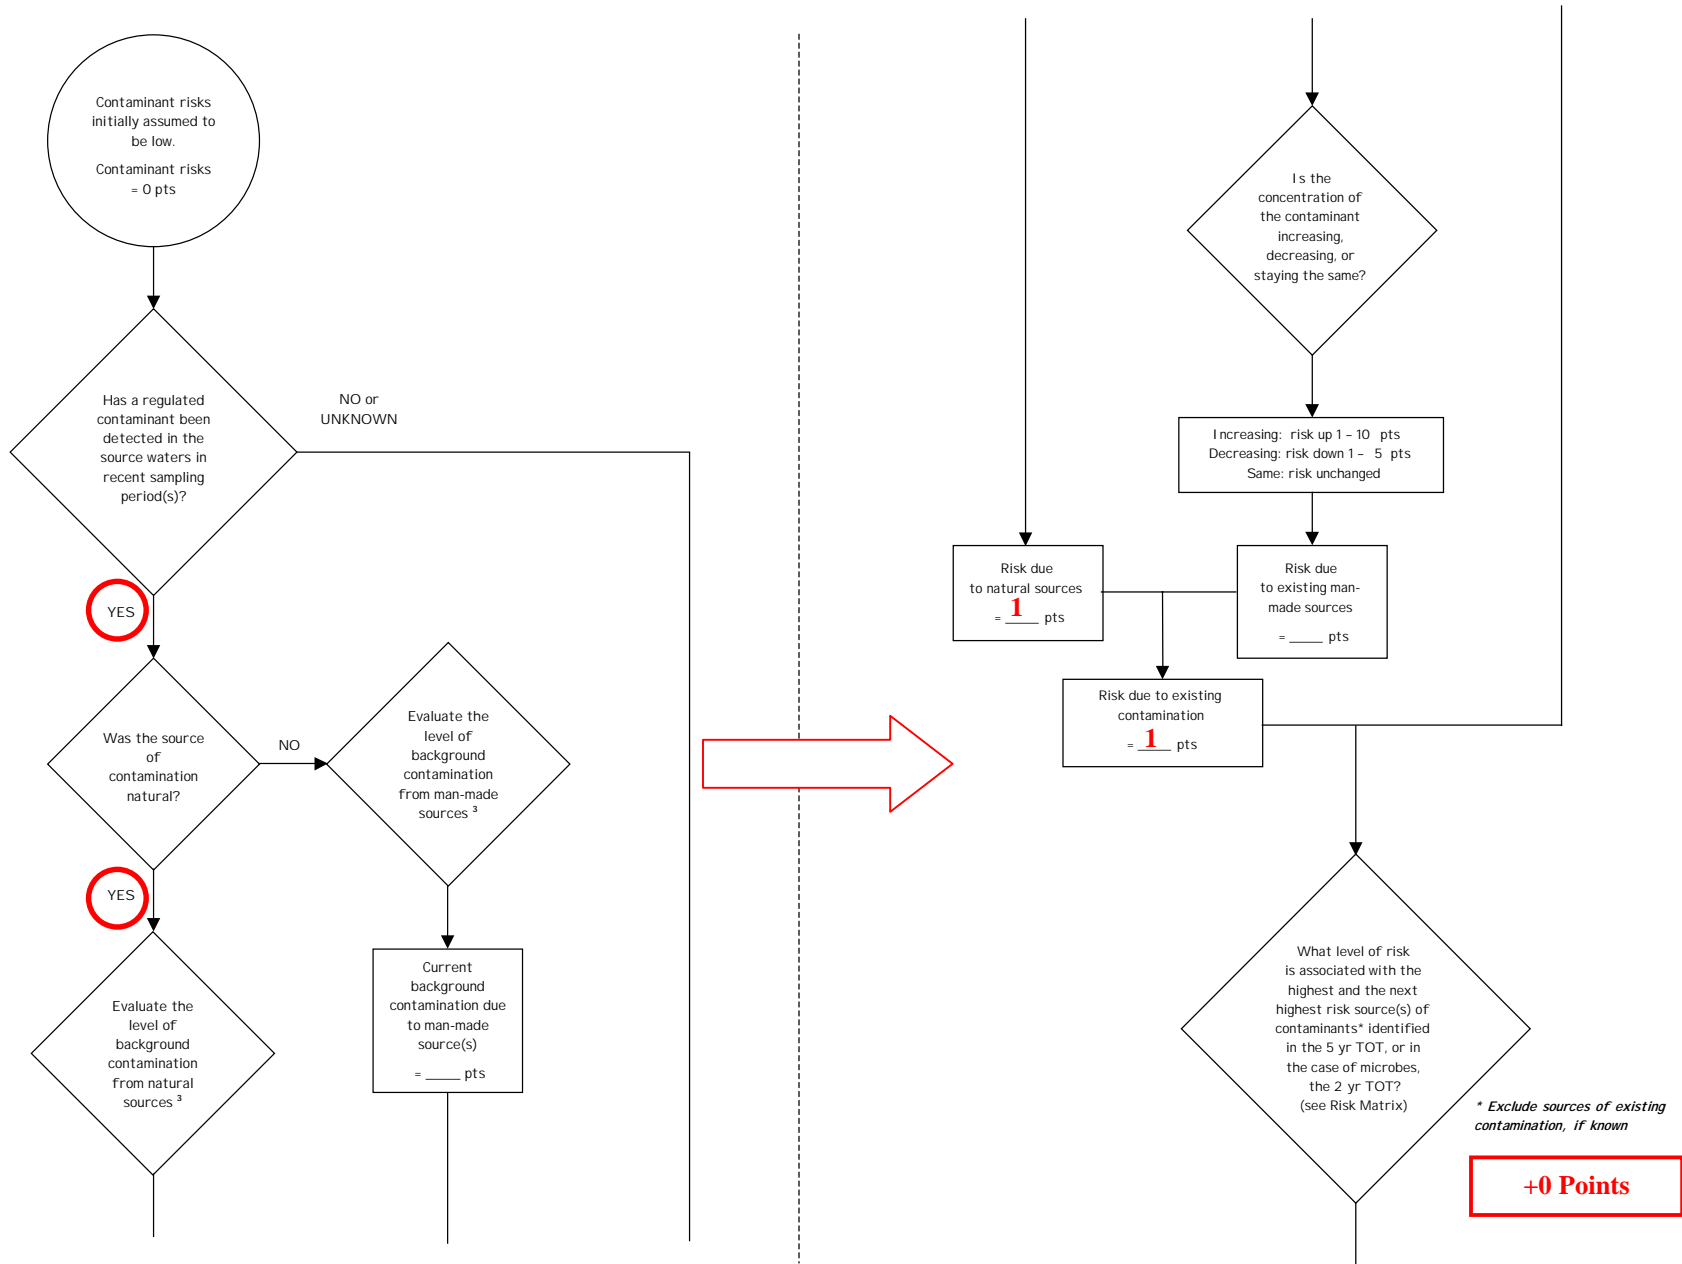 Contaminant risks
initially assumed to
be low.
Contaminant risks
= 0 pts
Has a regulated
contaminant been
detected in the
source waters in
recent sampling
period(s)?
NO or
UNKNOWN
YES
Was the source
of
contamination
natural?
NO
Evaluate the
level of
background
contamination
from man-made
sources ³
YES
Evaluate the
level of
background
contamination
from natural
sources ³
Current
background
contamination due
to man-made
source(s)
= _____ pts
Is the
concentration of
the contaminant
increasing,
decreasing, or
staying the same?
Increasing: risk up 1 – 10 pts
Decreasing: risk down 1 – 5 pts
Same: risk unchanged
Risk due
to natural sources
= __1__ pts
Risk due
to existing man-
made sources
= _____ pts
Risk due to existing
contamination
= __1__ pts
What level of risk
is associated with the
highest and the next
highest risk source(s) of
contaminants* identified
in the 5 yr TOT, or in
the case of microbes,
the 2 yr TOT?
(see Risk Matrix)
* Exclude sources of existing
contamination, if known
+0 Points